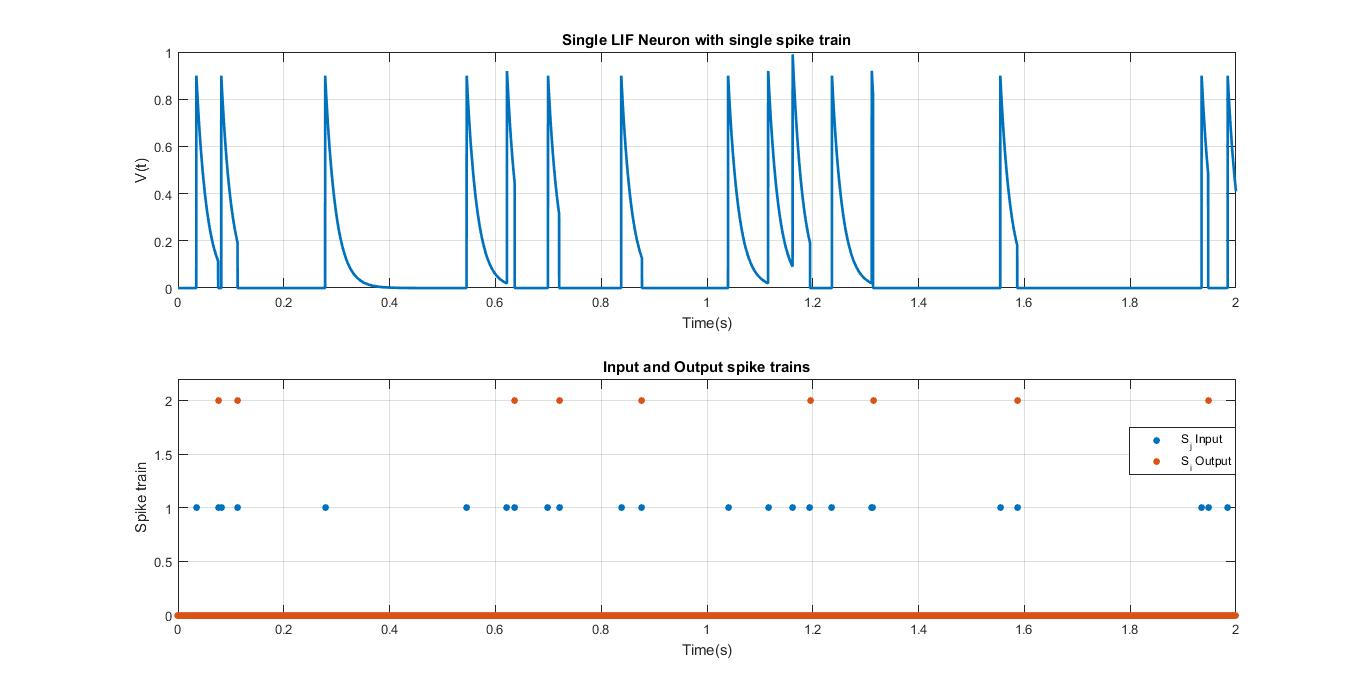 Single LIF Neuron with single spike train
V(t)
1
0.8
0.6
0.4
0.2
0
0 0.2 0.4 0.6 0.8 1 1.2 1.4 1.6 1.8 2
Time(s)
Input and Output spike trains
Spike train
2
1.5
1
0.5
0
S_j Input
S_i Output
0 0.2 0.4 0.6 0.8 1 1.2 1.4 1.6 1.8 2
Time(s)